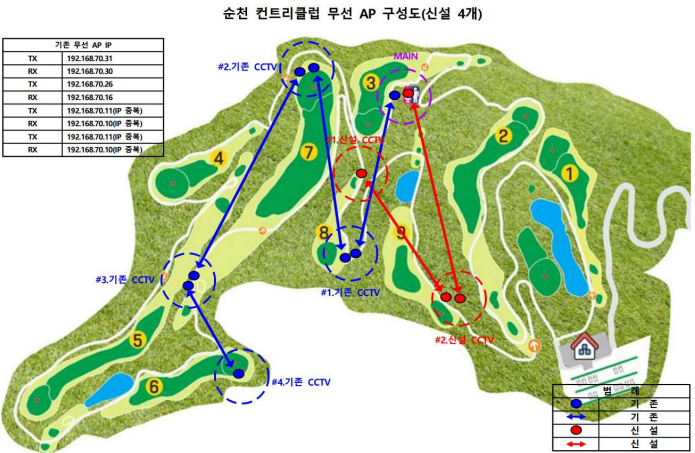 순천 컨트리클럽 무선 AP 구성도(신설 4개)
기존 무선 AP IP
TX 192.168.70.31
RX 192.168.70.30
TX 192.168.70.26
RX 192.168.70.16
TX 192.168.70.11(IP 중복)
RX 192.168.70.10(IP 중복)
TX 192.168.70.11(IP 중복)
RX 192.168.70.10(IP 중복)
#2.기존 CCTV
MAIN
3
#1.신설 CCTV
2
1
4
7
8
9
#3.기존 CCTV
#1.기존 CCTV
#2.신설 CCTV
5
6
#4.기존 CCTV
범 례
기 존
기 존
신 설
신 설